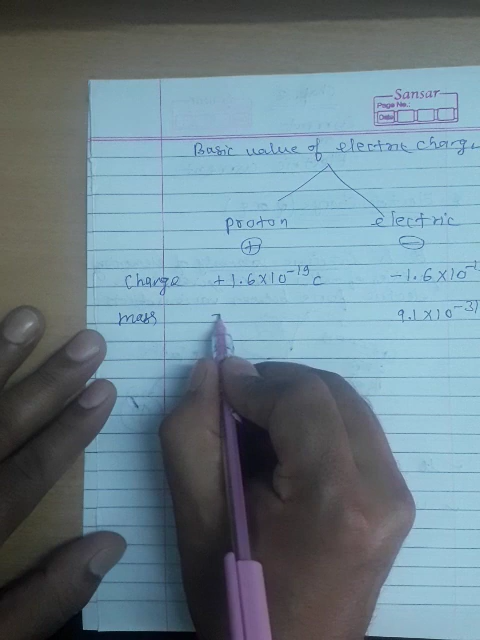 Sansar
Page No.:
Date
Basic value of electric charge
proton electric
+ −
charge +1.6×10⁻¹⁹ c −1.6×10⁻¹
mass 9.1×10⁻³¹